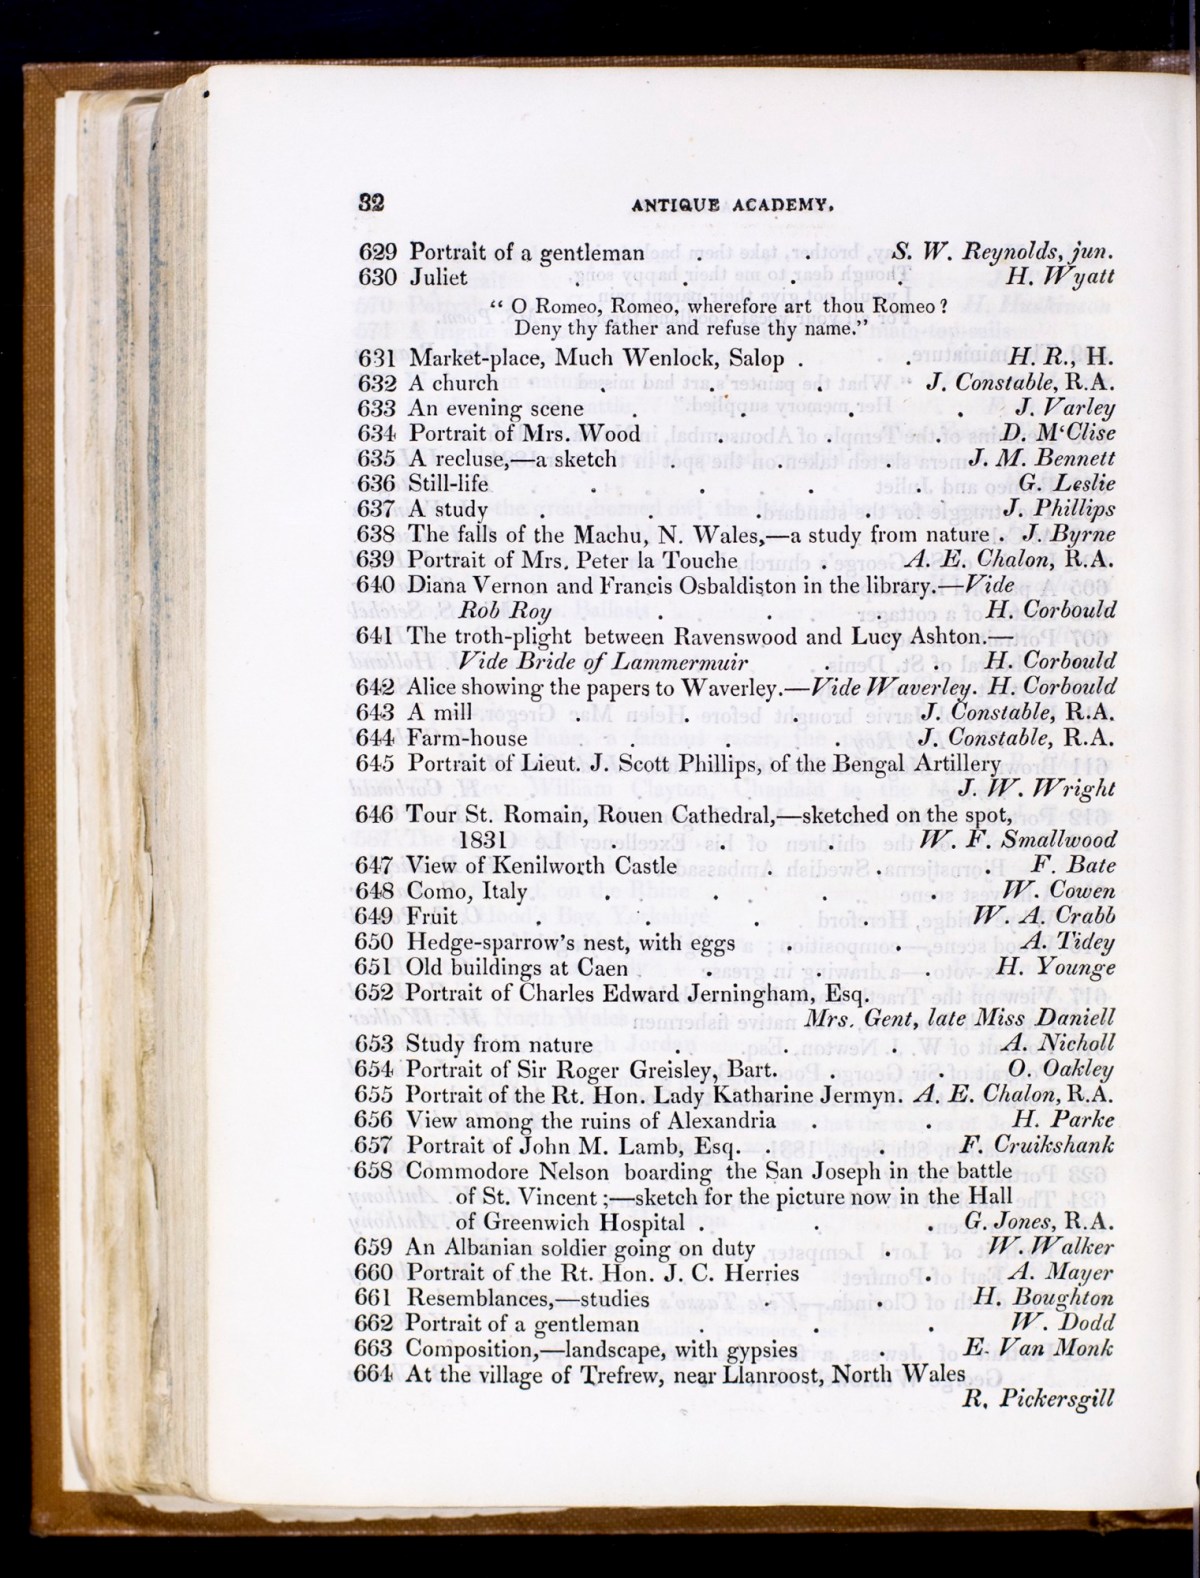 32 ANTIQUE ACADEMY.
629 Portrait of a gentleman . . S. W. Reynolds, jun.
630 Juliet . . . . H. Wyatt
“ O Romeo, Romeo, wherefore art thou Romeo ?
Deny thy father and refuse thy name.”
631 Market-place, Much Wenlock, Salop . . H. R., H.
632 A church . . . J. Constable, R.A.
633 An evening scene . . . J. Varley
634 Portrait of Mrs. Wood . . . D. M‘Clise
635 A recluse,—a sketch . . . J. M. Bennett
636 Still-life . . . . G. Leslie
637 A study . . . . . J. Phillips
638 The falls of the Machu, N. Wales,—a study from nature . J. Byrne
639 Portrait of Mrs. Peter la Touche . A. E. Chalon, R.A.
640 Diana Vernon and Francis Osbaldiston in the library.—Vide
Rob Roy . . . H. Corbould
641 The troth-plight between Ravenswood and Lucy Ashton.—
Vide Bride of Lammermuir . . H. Corbould
642 Alice showing the papers to Waverley.—Vide Waverley. H. Corbould
643 A mill . . . J. Constable, R.A.
644 Farm-house . . . J. Constable, R.A.
645 Portrait of Lieut. J. Scott Phillips, of the Bengal Artillery
J. W. Wright
646 Tour St. Romain, Rouen Cathedral,—sketched on the spot,
1831 . . . W. F. Smallwood
647 View of Kenilworth Castle . . . F. Bate
648 Como, Italy . . . . W. Cowen
649 Fruit . . . . W. A. Crabb
650 Hedge-sparrow’s nest, with eggs . . A. Tidey
651 Old buildings at Caen . . . H. Younge
652 Portrait of Charles Edward Jerningham, Esq.
Mrs. Gent, late Miss Daniell
653 Study from nature . . . A. Nicholl
654 Portrait of Sir Roger Greisley, Bart. . . O. Oakley
655 Portrait of the Rt. Hon. Lady Katharine Jermyn. A. E. Chalon, R.A.
656 View among the ruins of Alexandria . . H. Parke
657 Portrait of John M. Lamb, Esq. . . F. Cruikshank
658 Commodore Nelson boarding the San Joseph in the battle
of St. Vincent ;—sketch for the picture now in the Hall
of Greenwich Hospital . . . G. Jones, R.A.
659 An Albanian soldier going on duty . W. Walker
660 Portrait of the Rt. Hon. J. C. Herries . A. Mayer
661 Resemblances,—studies . . H. Boughton
662 Portrait of a gentleman . . . W. Dodd
663 Composition,—landscape, with gypsies . E. Van Monk
664 At the village of Trefrew, near Llanroost, North Wales
R. Pickersgill